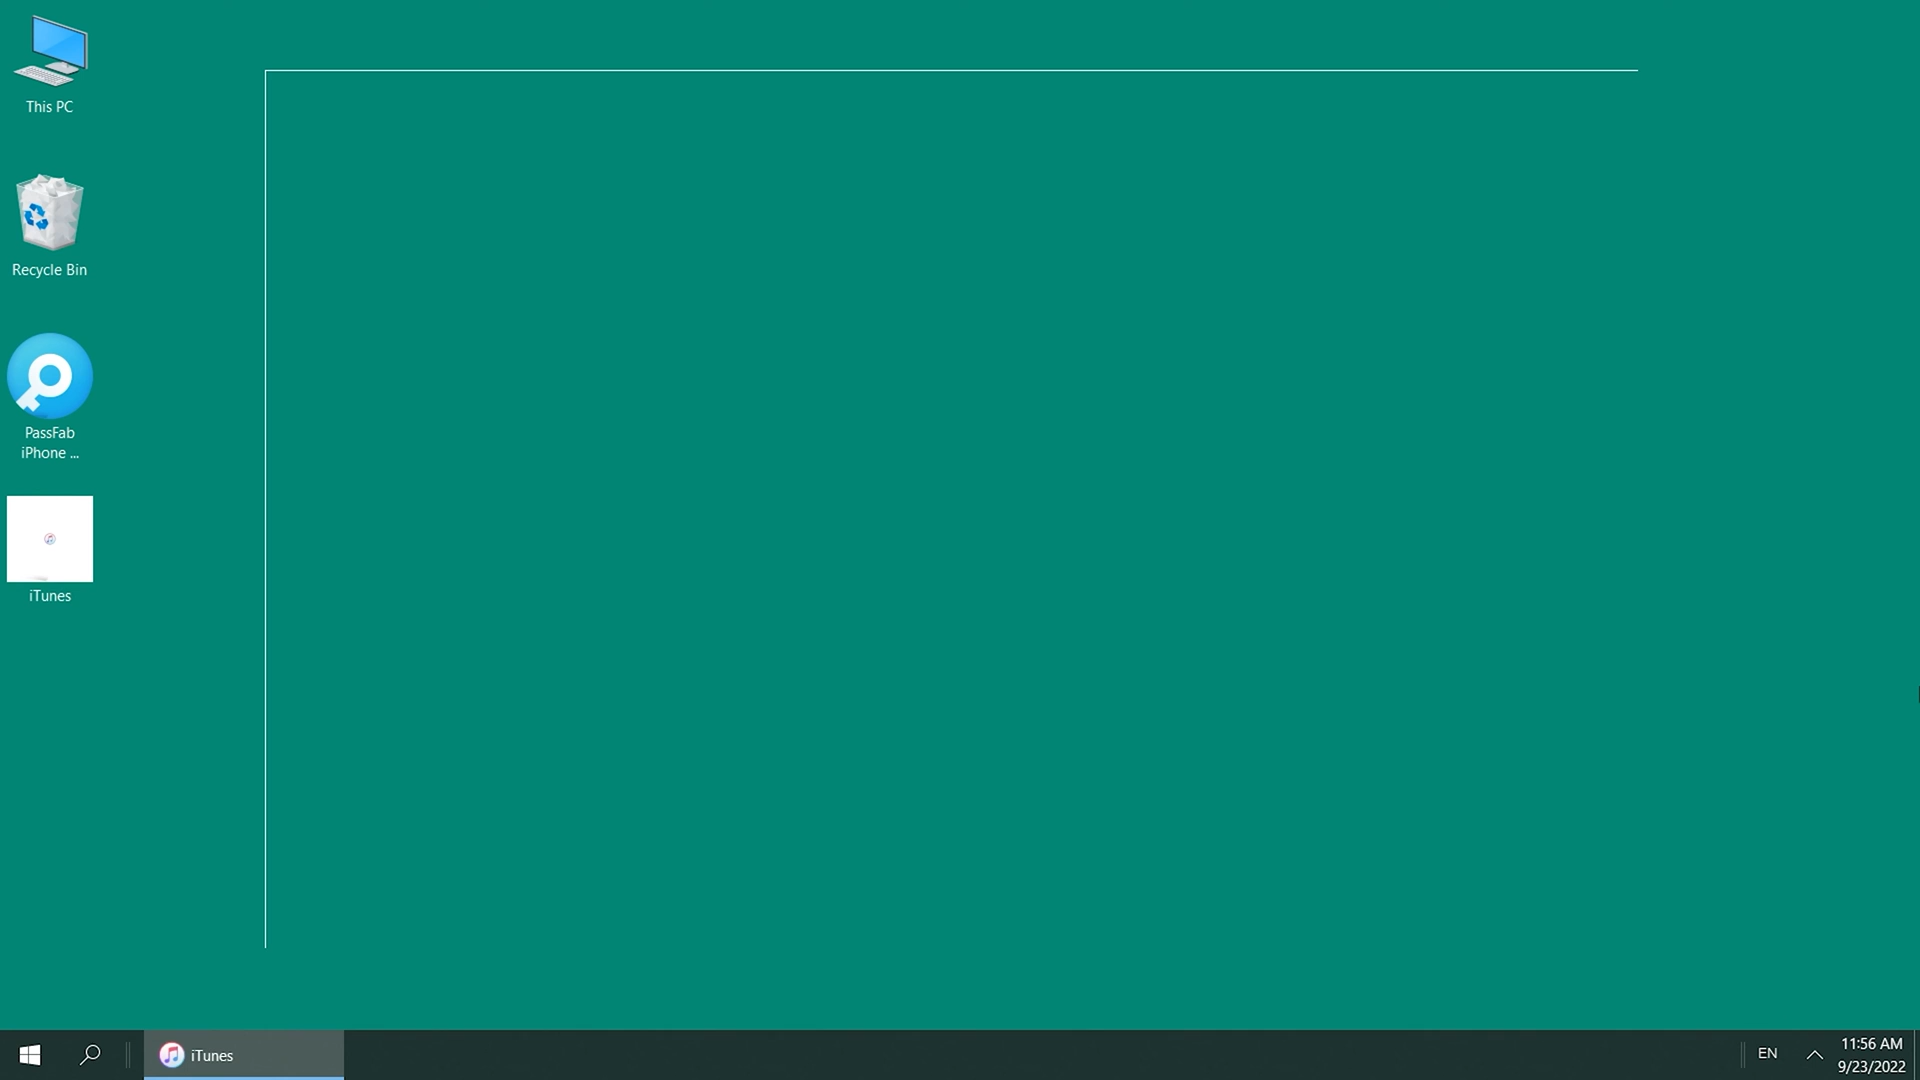 This PC
Recycle Bin
PassFab
iPhone ...
iTunes
iTunes
EN
11:56 AM
9/23/2022